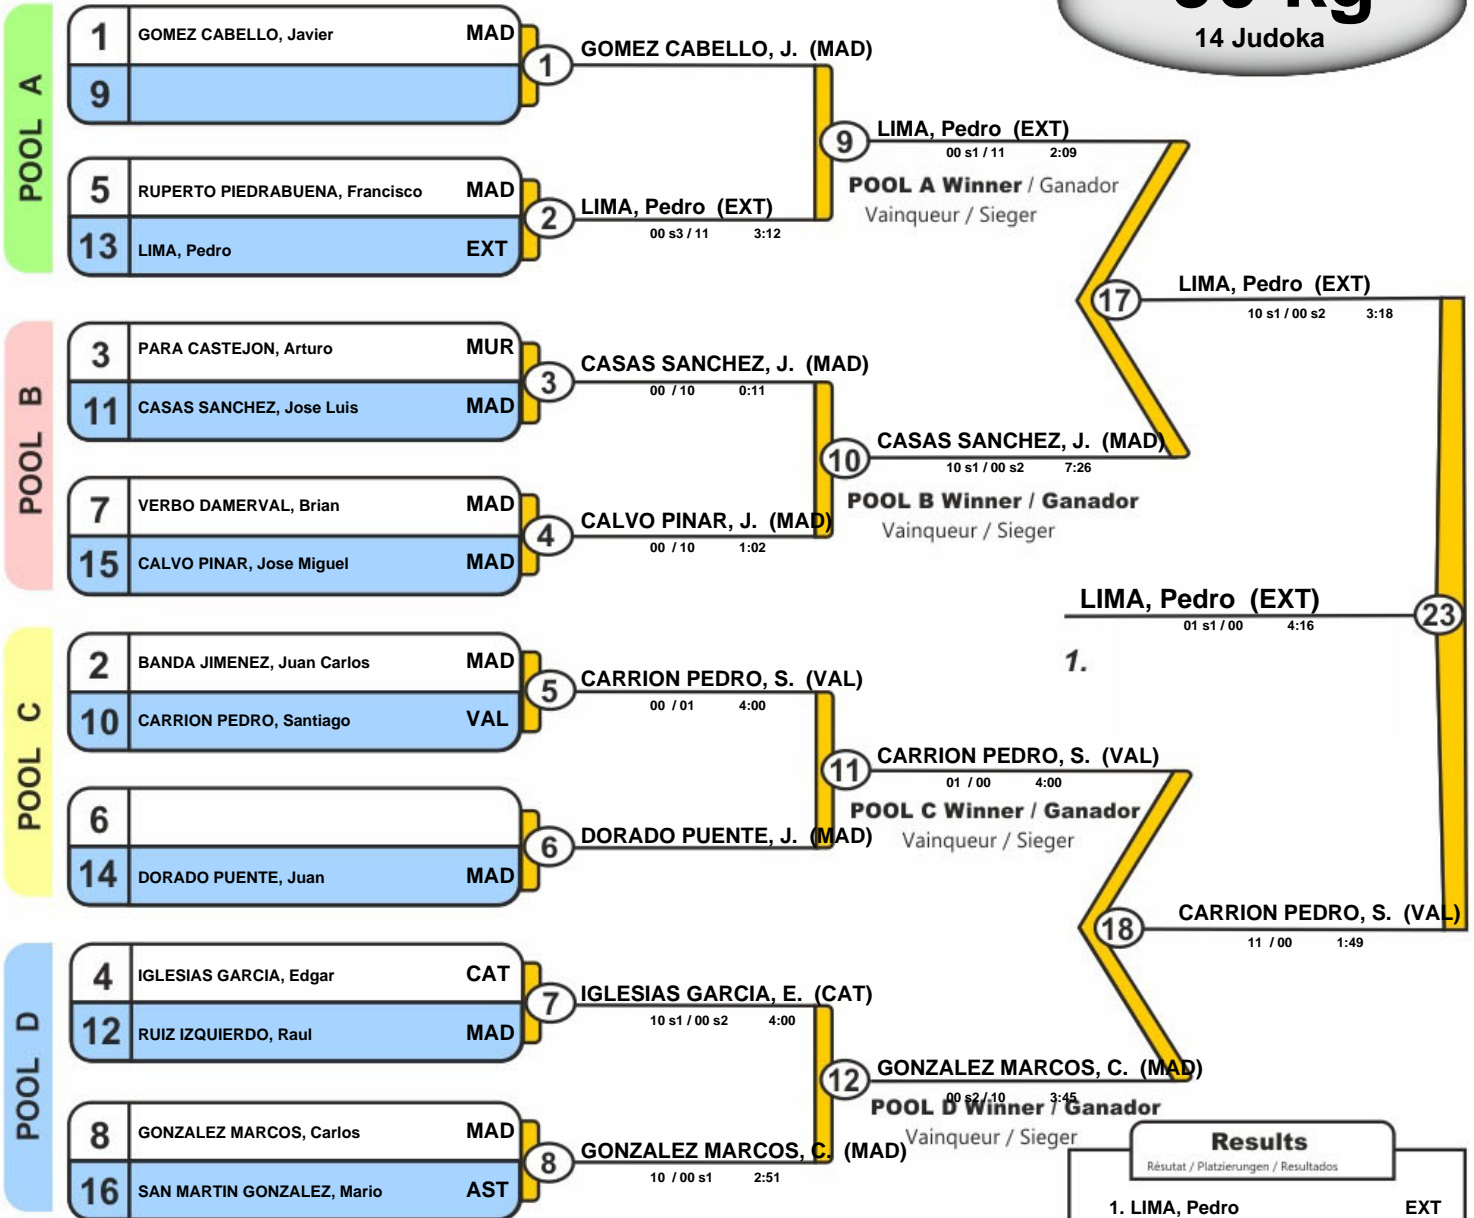 kg
14 Judoka
POOL A
1 GOMEZ CABELLO, Javier MAD
9
1
GOMEZ CABELLO, J. (MAD)
5 RUPERTO PIEDRABUENA, Francisco MAD
13 LIMA, Pedro EXT
2
LIMA, Pedro (EXT)
00 s3 / 11 3:12
9
LIMA, Pedro (EXT)
00 s1 / 11 2:09
POOL A Winner / Ganador
Vainqueur / Sieger
POOL B
3 PARA CASTEJON, Arturo MUR
11 CASAS SANCHEZ, Jose Luis MAD
3
CASAS SANCHEZ, J. (MAD)
00 / 10 0:11
7 VERBO DAMERVAL, Brian MAD
15 CALVO PINAR, Jose Miguel MAD
4
CALVO PINAR, J. (MAD)
00 / 10 1:02
10
CASAS SANCHEZ, J. (MAD)
10 s1 / 00 s2 7:26
POOL B Winner / Ganador
Vainqueur / Sieger
17
LIMA, Pedro (EXT)
10 s1 / 00 s2 3:18
LIMA, Pedro (EXT)
01 s1 / 00 4:16
23
1.
POOL C
2 BANDA JIMENEZ, Juan Carlos MAD
10 CARRION PEDRO, Santiago VAL
5
CARRION PEDRO, S. (VAL)
00 / 01 4:00
6
14 DORADO PUENTE, Juan MAD
6
DORADO PUENTE, J. (MAD)
11
CARRION PEDRO, S. (VAL)
01 / 00 4:00
POOL C Winner / Ganador
Vainqueur / Sieger
POOL D
4 IGLESIAS GARCIA, Edgar CAT
12 RUIZ IZQUIERDO, Raul MAD
7
IGLESIAS GARCIA, E. (CAT)
10 s1 / 00 s2 4:00
8 GONZALEZ MARCOS, Carlos MAD
16 SAN MARTIN GONZALEZ, Mario AST
8
GONZALEZ MARCOS, C. (MAD)
10 / 00 s1 2:51
12
GONZALEZ MARCOS, C. (MAD)
00 s2 / 10 3:45
POOL D Winner / Ganador
Vainqueur / Sieger
18
CARRION PEDRO, S. (VAL)
11 / 00 1:49
Results
Résutat / Platzierungen / Resultados
1. LIMA, Pedro EXT